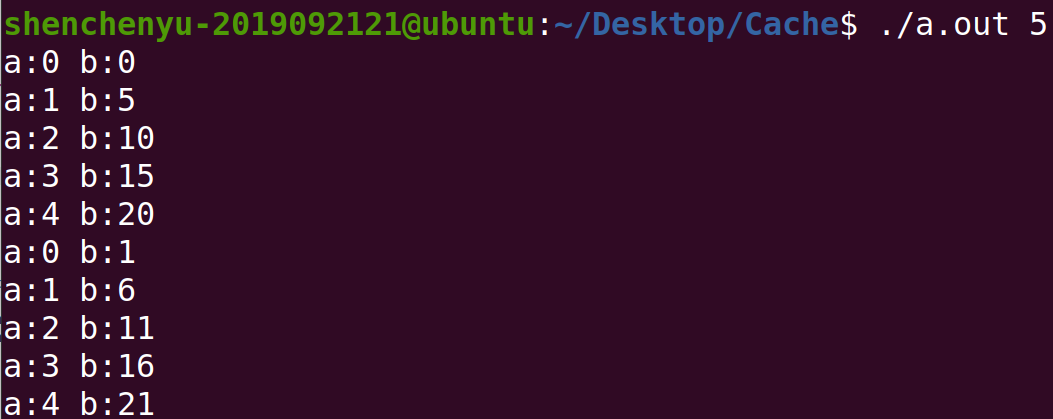 shenchenyu-2019092121@ubuntu:~/Desktop/Cache$ ./a.out 5
a:0 b:0
a:1 b:5
a:2 b:10
a:3 b:15
a:4 b:20
a:0 b:1
a:1 b:6
a:2 b:11
a:3 b:16
a:4 b:21